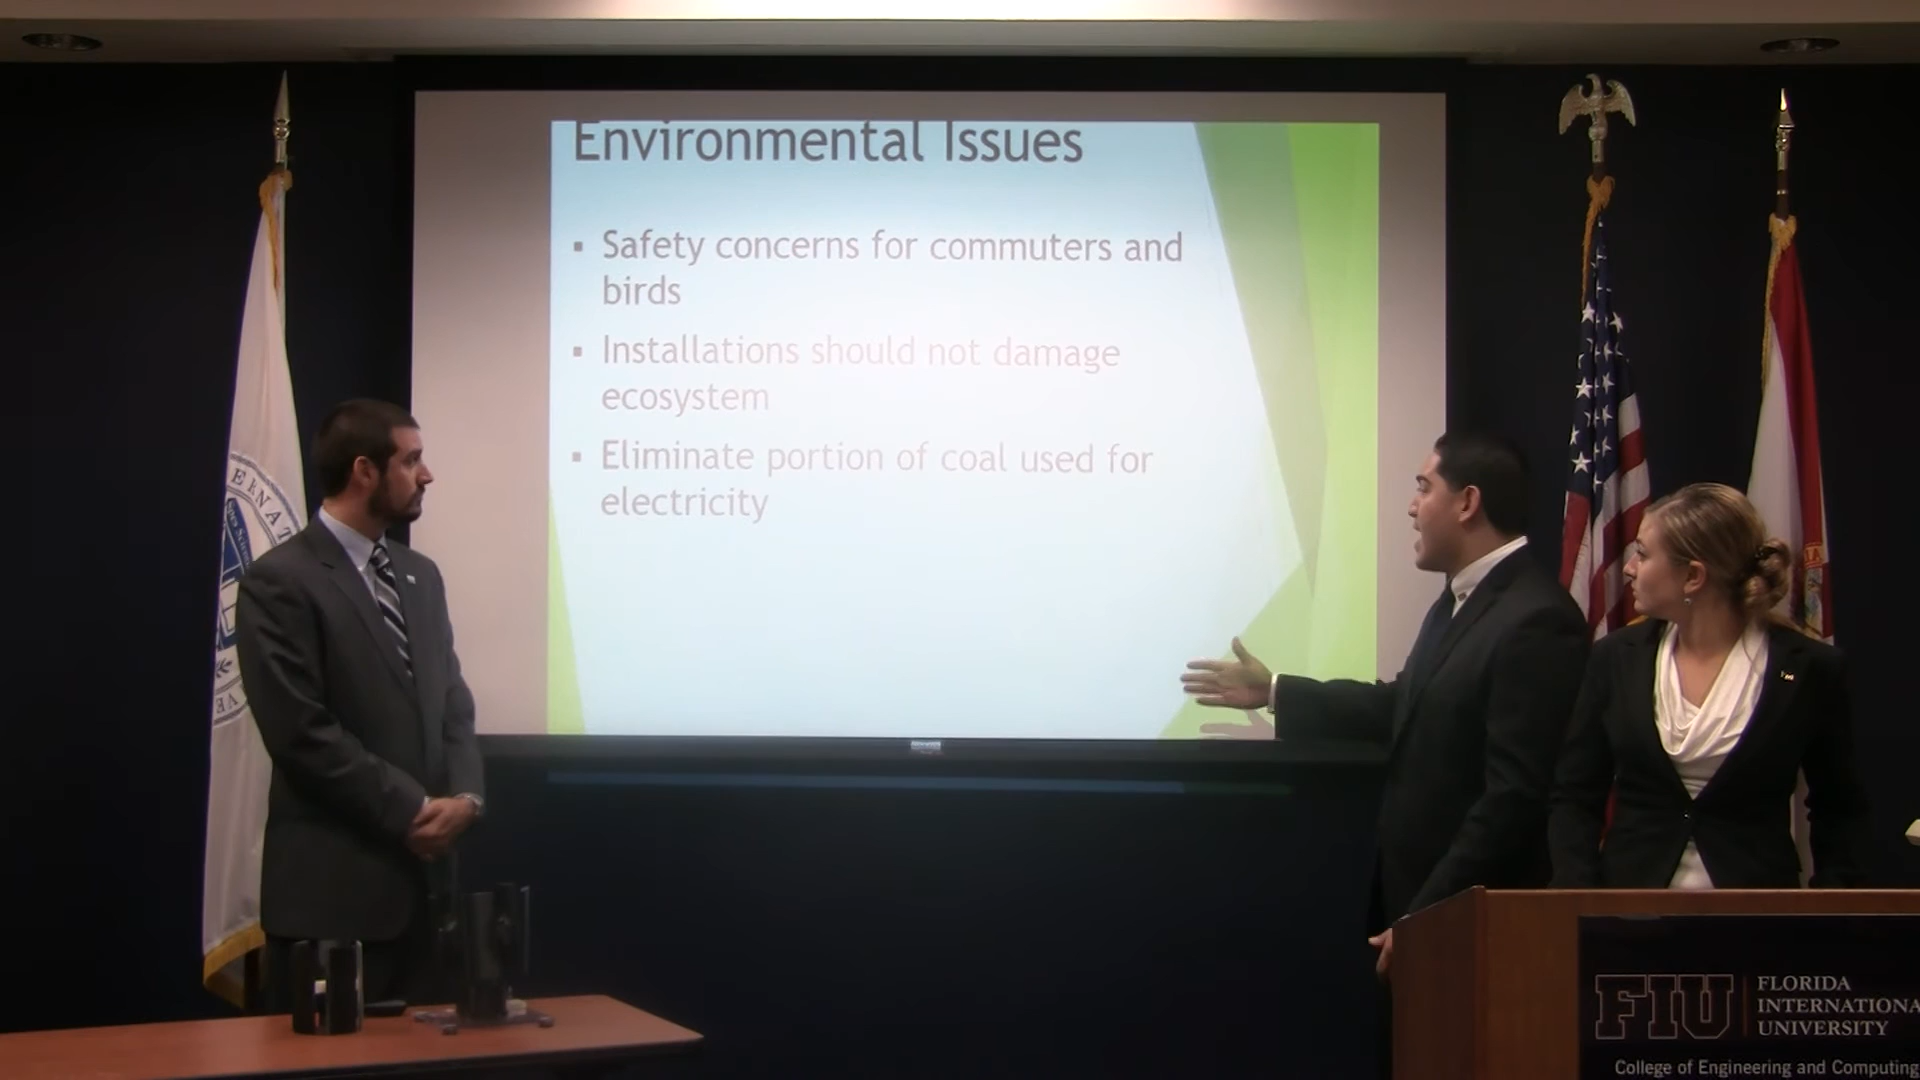 Environmental Issues
▪ Safety concerns for commuters and
birds
▪ Installations should not damage
ecosystem
▪ Eliminate portion of coal used for
electricity
FIU
FLORIDA
INTERNATIONA
UNIVERSITY
College of Engineering and Computing